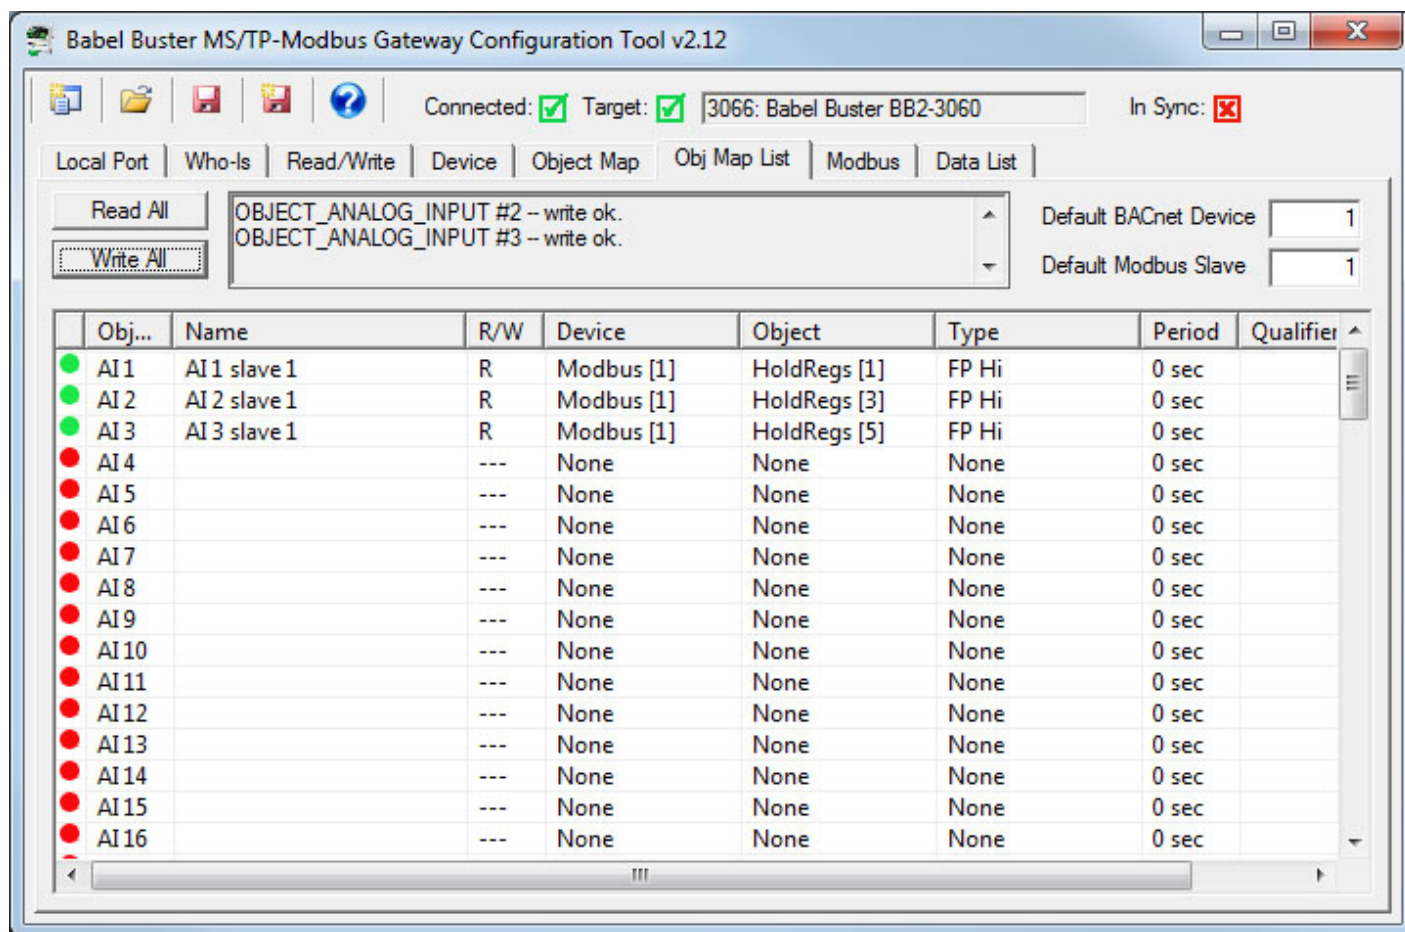 Babel Buster MS/TP-Modbus Gateway Configuration Tool v2.12
Connected: Target: 3066: Babel Buster BB2-3060 In Sync:
Local Port Who-Is Read/Write Device Object Map Obj Map List Modbus Data List
Read All
OBJECT_ANALOG_INPUT #2 -- write ok.
Default BACnet Device 1
OBJECT_ANALOG_INPUT #3 -- write ok.
Write All
Default Modbus Slave 1
Obj... Name R/W Device Object Type Period Qualifier
AI 1 AI 1 slave 1 R Modbus [1] HoldRegs [1] FP Hi 0 sec
AI 2 AI 2 slave 1 R Modbus [1] HoldRegs [3] FP Hi 0 sec
AI 3 AI 3 slave 1 R Modbus [1] HoldRegs [5] FP Hi 0 sec
AI 4 --- None None None 0 sec
AI 5 --- None None None 0 sec
AI 6 --- None None None 0 sec
AI 7 --- None None None 0 sec
AI 8 --- None None None 0 sec
AI 9 --- None None None 0 sec
AI 10 --- None None None 0 sec
AI 11 --- None None None 0 sec
AI 12 --- None None None 0 sec
AI 13 --- None None None 0 sec
AI 14 --- None None None 0 sec
AI 15 --- None None None 0 sec
AI 16 --- None None None 0 sec